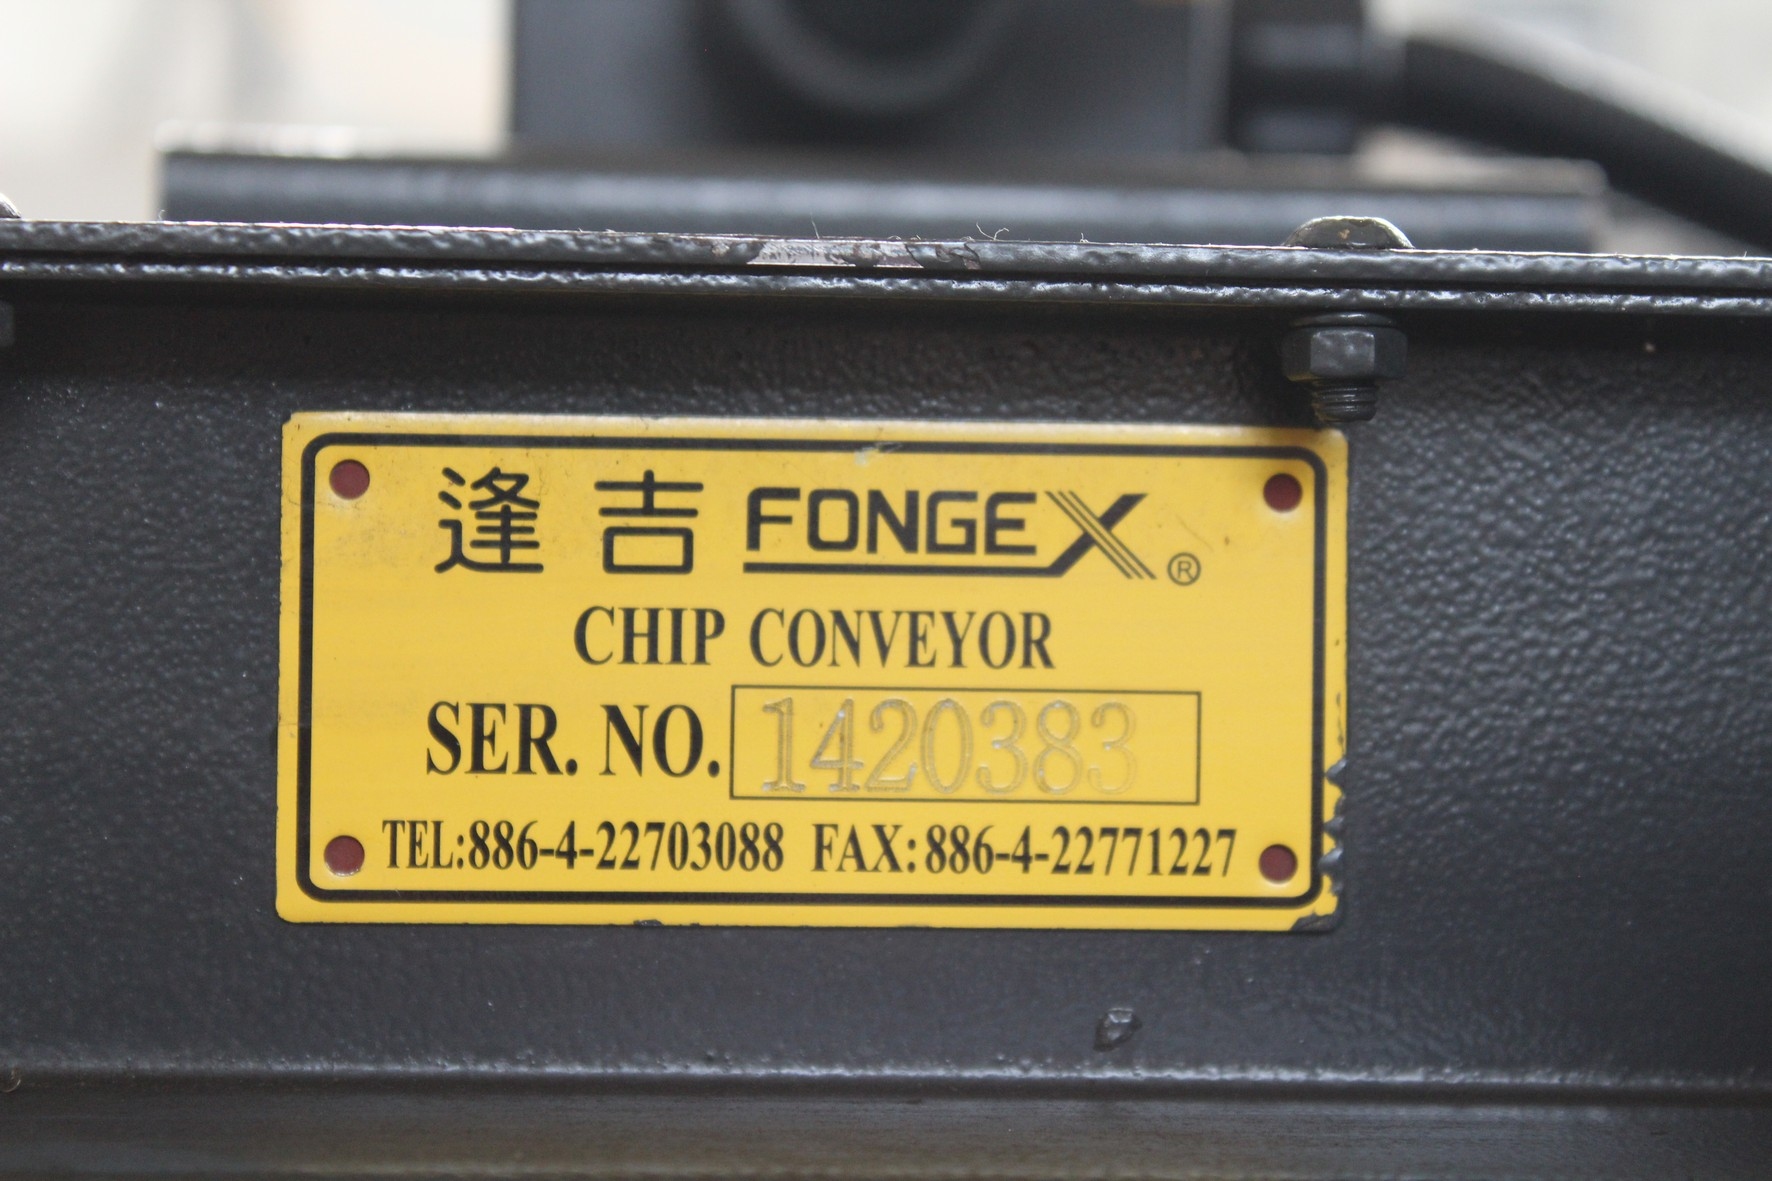 逢吉 FONGEX ®
CHIP CONVEYOR
SER. NO. 1420383
TEL:886-4-22703088 FAX:886-4-22771227